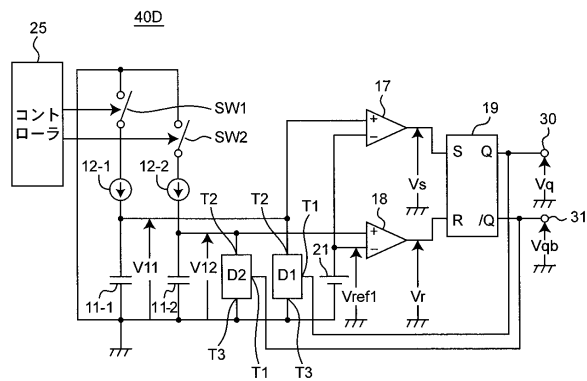 40D
25
コント
ローラ
SW1
SW2
12-1
12-2
17
+
−
Vs
19
S
Q
R
/Q
30
Vq
31
Vqb
18
+
−
Vr
T2
T2
T1
21
V11
V12
D2
D1
Vref1
11-1
11-2
T3
T1
T3